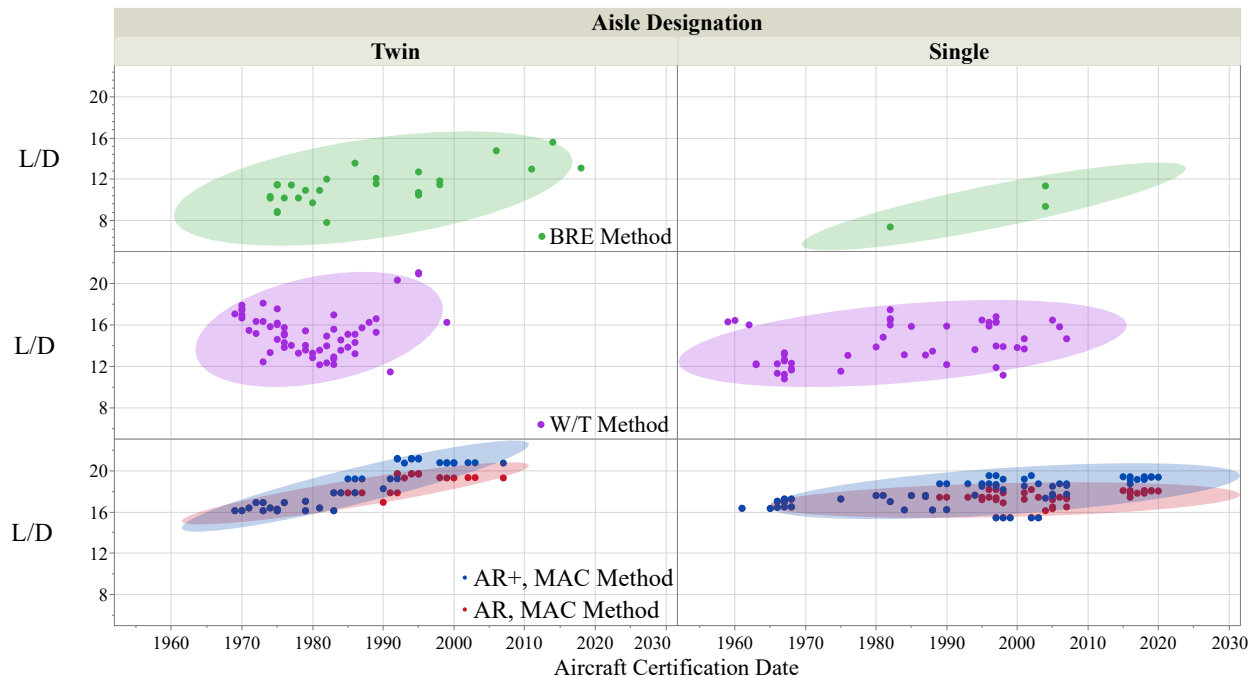 Aisle Designation
Twin Single
20
16
L/D
12
8
BRE Method
20
16
L/D
12
8
W/T Method
20
16
L/D
12
8
AR+, MAC Method
AR, MAC Method
1960 1970 1980 1990 2000 2010 2020 2030 1960 1970 1980 1990 2000 2010 2020 2030
Aircraft Certification Date